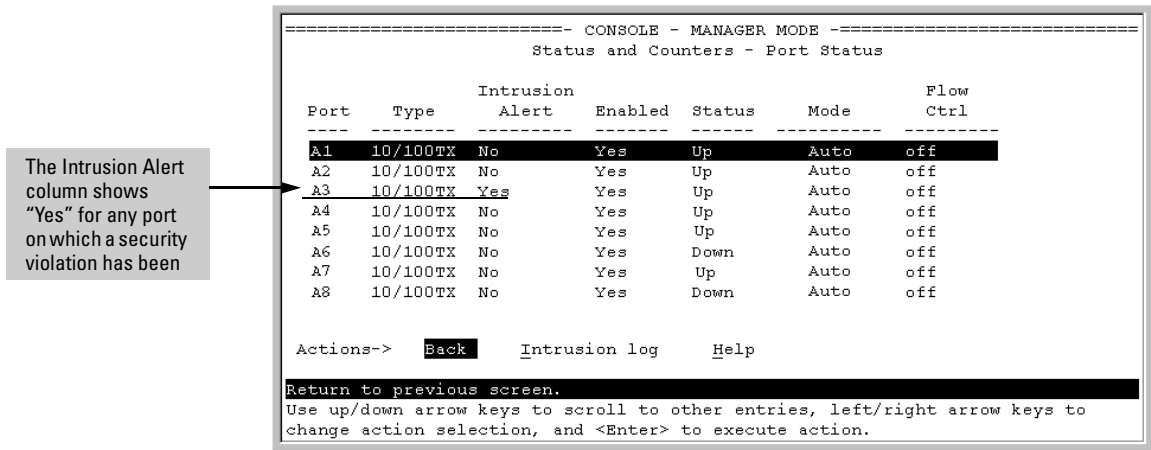 ===========================- CONSOLE - MANAGER MODE -============================
Status and Counters - Port Status
Intrusion Flow
Port Type Alert Enabled Status Mode Ctrl
---- -------- --------- ------- ------ ---------- ---------
A1 10/100TX No Yes Up Auto off
A2 10/100TX No Yes Up Auto off
A3 10/100TX Yes Yes Up Auto off
A4 10/100TX No Yes Up Auto off
A5 10/100TX No Yes Up Auto off
A6 10/100TX No Yes Down Auto off
A7 10/100TX No Yes Up Auto off
A8 10/100TX No Yes Down Auto off
Actions-> Back Intrusion log Help
Return to previous screen.
Use up/down arrow keys to scroll to other entries, left/right arrow keys to
change action selection, and <Enter> to execute action.
The Intrusion Alert
column shows
“Yes” for any port
on which a security
violation has been